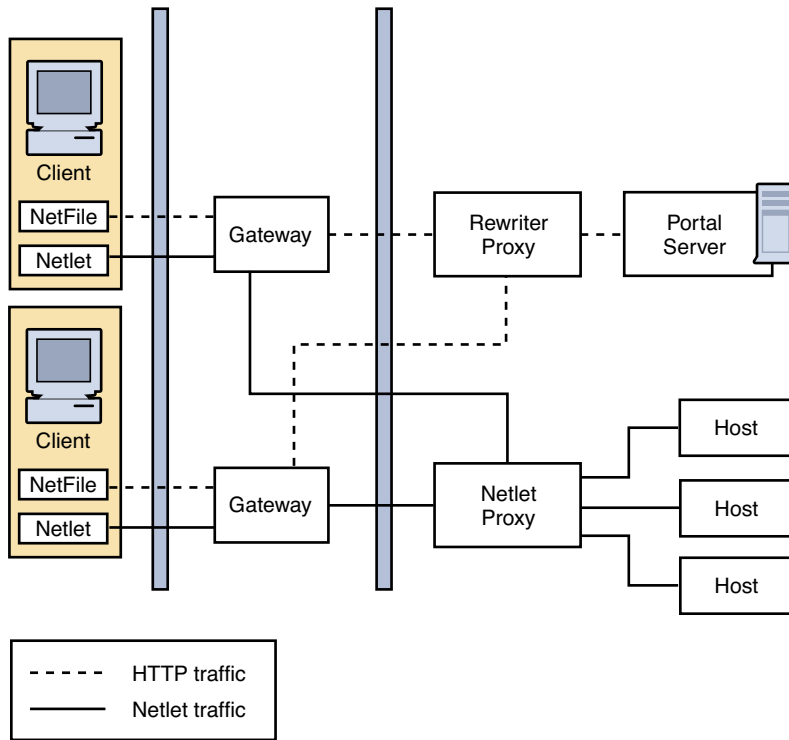 Client
NetFile
Netlet
Gateway
Rewriter
Proxy
Portal
Server
Client
NetFile
Netlet
Gateway
Netlet
Proxy
Host
Host
Host
HTTP traffic
Netlet traffic